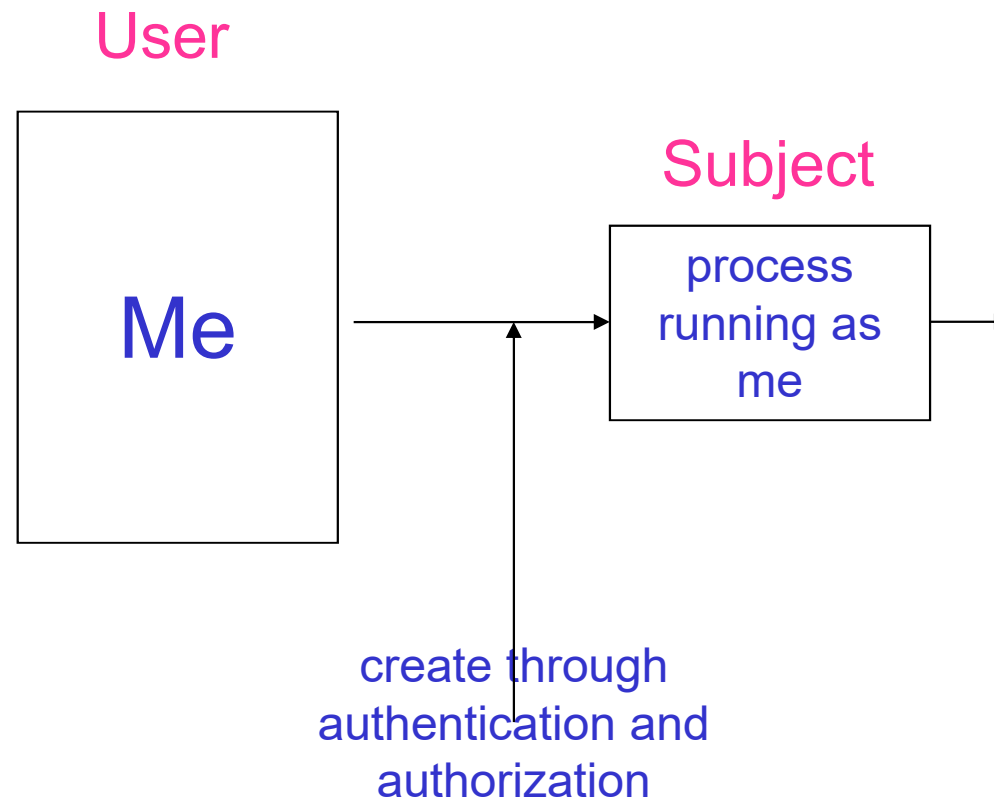 User
Subject
Me
process
running as
me
create through
authentication and
authorization